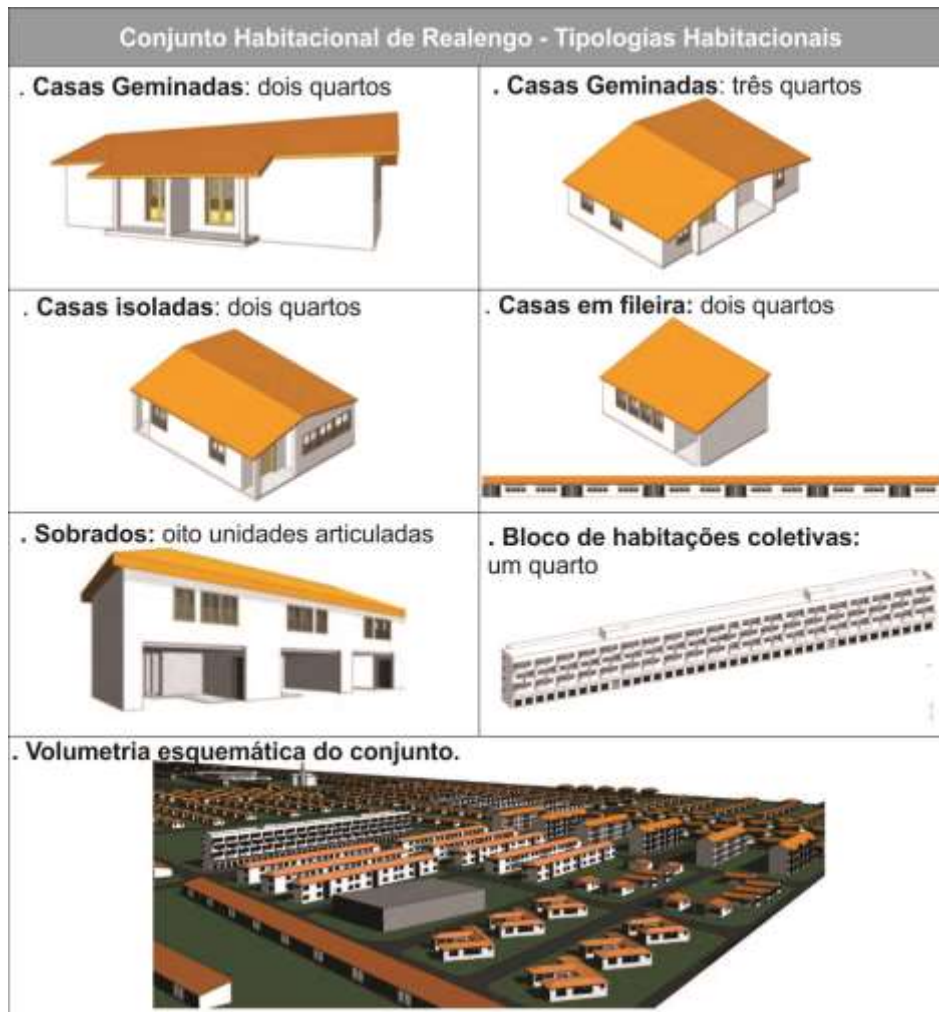 Conjunto Habitacional de Realengo - Tipologias Habitacionais
. Casas Geminadas: dois quartos
. Casas Geminadas: três quartos
. Casas isoladas: dois quartos
. Casas em fileira: dois quartos
. Sobrados: oito unidades articuladas
. Bloco de habitações coletivas:
um quarto
. Volumetria esquemática do conjunto.